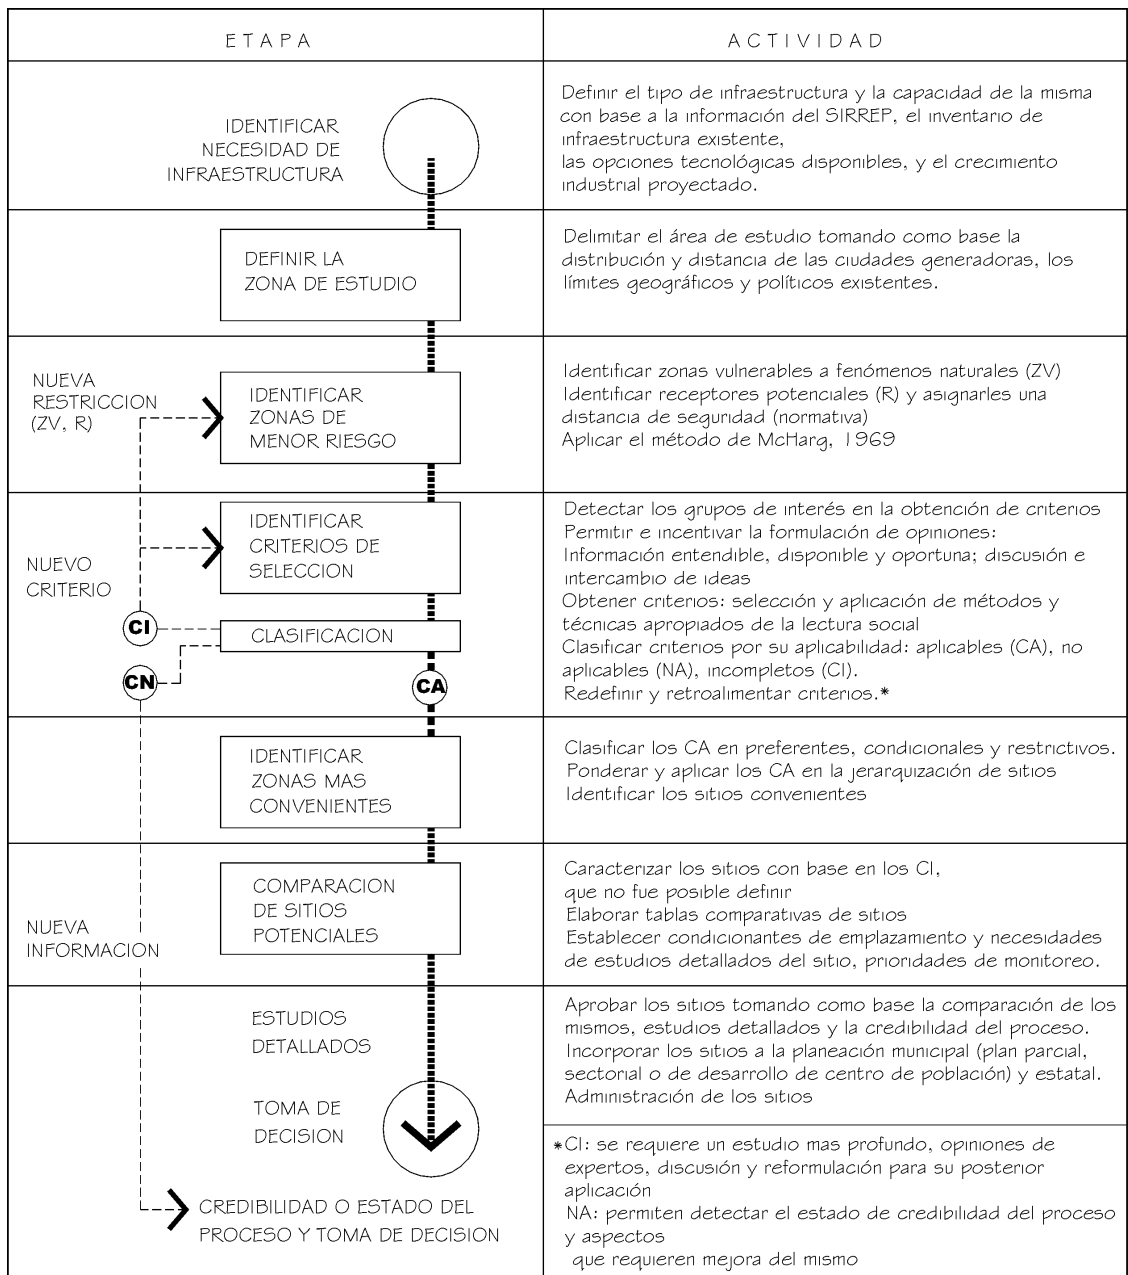 ETAPA
ACTIVIDAD
IDENTIFICAR
NECESIDAD DE
INFRAESTRUCTURA
Definir el tipo de infraestructura y la capacidad de la misma
con base a la información del SIRREP, el inventario de
infraestructura existente,
las opciones tecnológicas disponibles, y el crecimiento
industrial proyectado.
DEFINIR LA
ZONA DE ESTUDIO
Delimitar el área de estudio tomando como base la
distribución y distancia de las ciudades generadoras, los
límites geográficos y políticos existentes.
NUEVA
RESTRICCION
(ZV, R)
IDENTIFICAR
ZONAS DE
MENOR RIESGO
Identificar zonas vulnerables a fenómenos naturales (ZV)
Identificar receptores potenciales (R) y asignarles una
distancia de seguridad (normativa)
Aplicar el método de McHarg, 1969
NUEVO
CRITERIO
IDENTIFICAR
CRITERIOS DE
SELECCION
CI
CLASIFICACION
CN
CA
Detectar los grupos de interés en la obtención de criterios
Permitir e incentivar la formulación de opiniones:
Información entendible, disponible y oportuna; discusión e
intercambio de ideas
Obtener criterios: selección y aplicación de métodos y
técnicas apropiados de la lectura social
Clasificar criterios por su aplicabilidad: aplicables (CA), no
aplicables (NA), incompletos (CI).
Redefinir y retroalimentar criterios.*
IDENTIFICAR
ZONAS MAS
CONVENIENTES
Clasificar los CA en preferentes, condicionales y restrictivos.
Ponderar y aplicar los CA en la jerarquización de sitios
Identificar los sitios convenientes
NUEVA
INFORMACION
COMPARACION
DE SITIOS
POTENCIALES
Caracterizar los sitios con base en los CI,
que no fue posible definir
Elaborar tablas comparativas de sitios
Establecer condicionantes de emplazamiento y necesidades
de estudios detallados del sitio, prioridades de monitoreo.
ESTUDIOS
DETALLADOS
TOMA DE
DECISION
CREDIBILIDAD O ESTADO DEL
PROCESO Y TOMA DE DECISION
Aprobar los sitios tomando como base la comparación de los
mismos, estudios detallados y la credibilidad del proceso.
Incorporar los sitios a la planeación municipal (plan parcial,
sectorial o de desarrollo de centro de población) y estatal.
Administración de los sitios
*CI: se requiere un estudio mas profundo, opiniones de
expertos, discusión y reformulación para su posterior
aplicación
NA: permiten detectar el estado de credibilidad del proceso
y aspectos
que requieren mejora del mismo